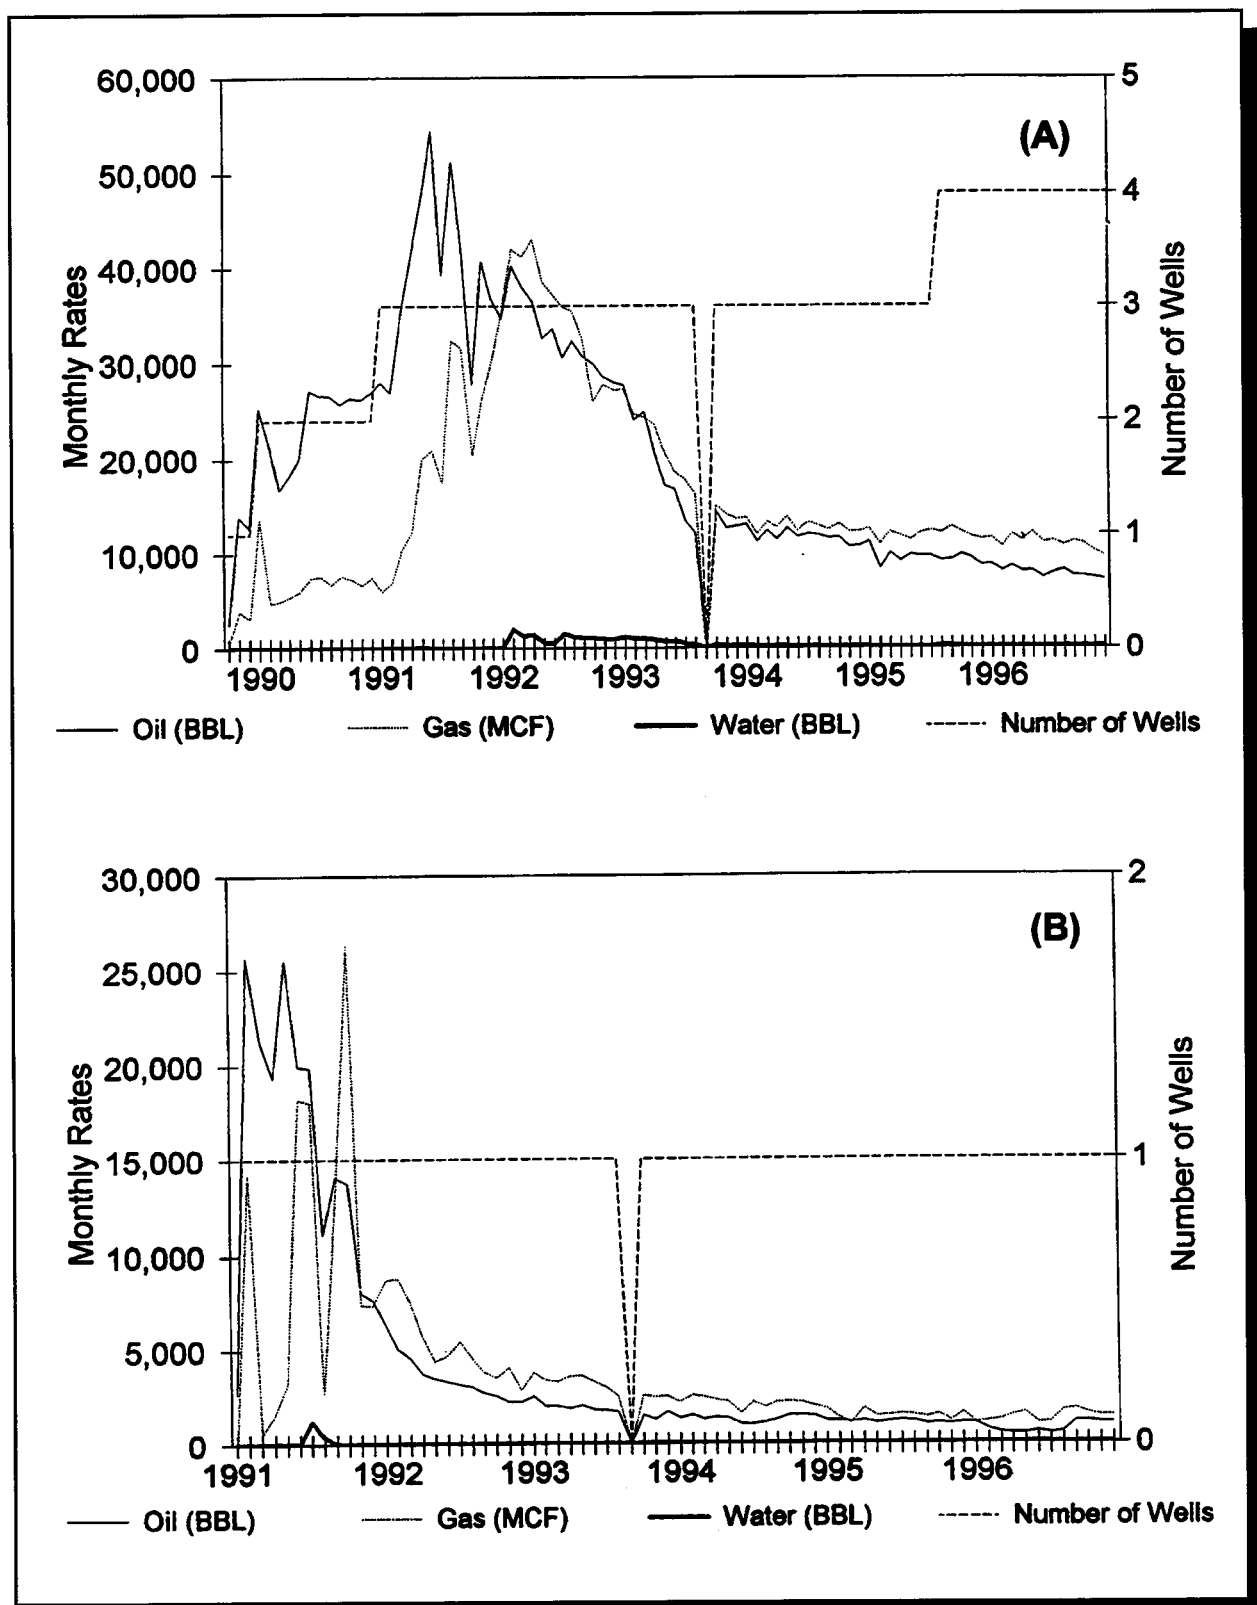 (A)
Monthly Rates
60,000
50,000
40,000
30,000
20,000
10,000
0
5
4
3
2
1
0
Number of Wells
1990 1991 1992 1993 1994 1995 1996
Oil (BBL) Gas (MCF) Water (BBL) Number of Wells
(B)
Monthly Rates
30,000
25,000
20,000
15,000
10,000
5,000
0
2
1
0
Number of Wells
1991 1992 1993 1994 1995 1996
Oil (BBL) Gas (MCF) Water (BBL) Number of Wells